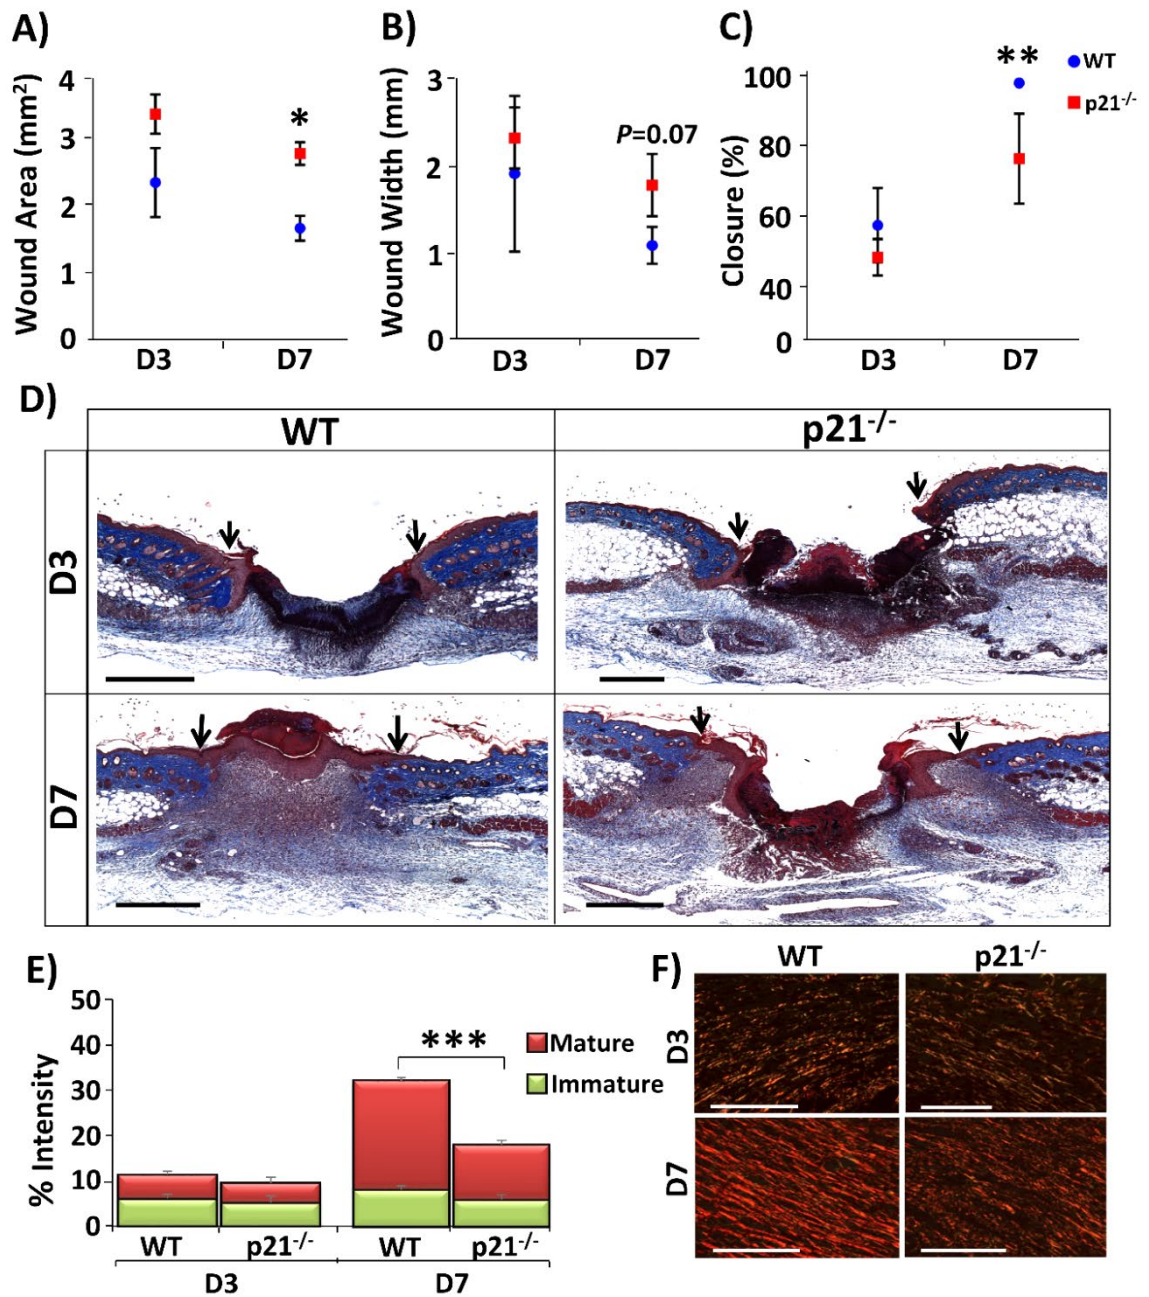 A)
Wound Area (mm²)
4
3
2
1
0
*
D3
D7
B)
Wound Width (mm)
3
2
1
0
P=0.07
D3
D7
C)
Closure (%)
100
80
60
40
0
**
D3
D7
WT
p21-/-
D)
WT
p21-/-
D3
D7
E)
% Intensity
50
40
30
20
10
0
***
Mature
Immature
WT
p21-/-
WT
p21-/-
D3
D7
F)
WT
p21-/-
D3
D7